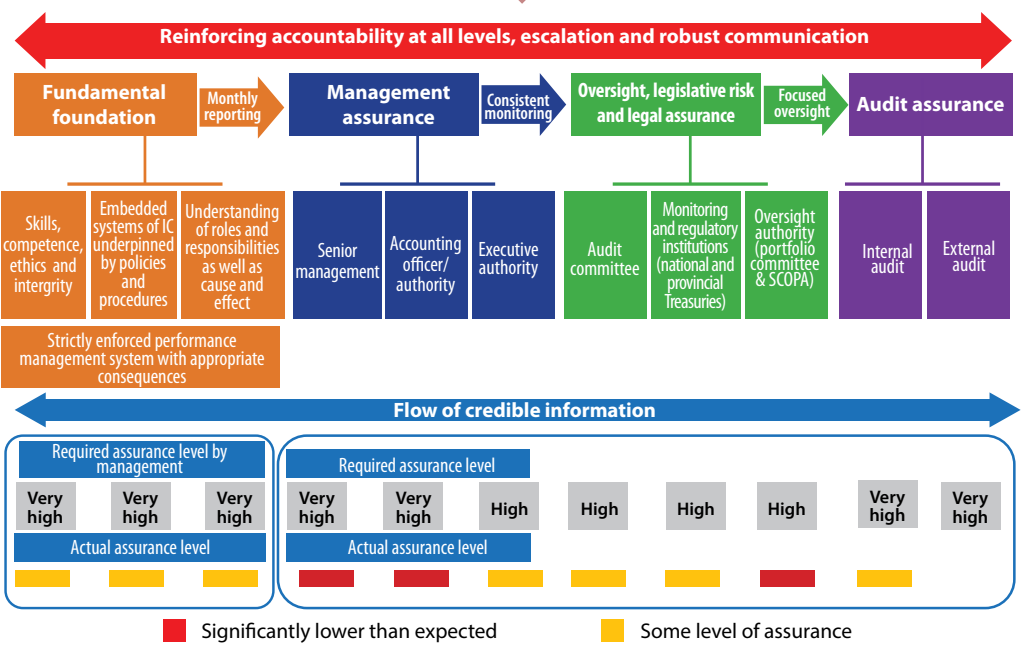 Reinforcing accountability at all levels, escalation and robust communication
Fundamental
foundation
Monthly
reporting
Management
assurance
Consistent
monitoring
Oversight, legislative risk
and legal assurance
Focused
oversight
Audit assurance
Skills,
competence,
ethics and
intergrity
Embedded
systems of IC
underpinned
by policies
and
procedures
Understanding
of roles and
responsibilities
as well as
cause and
effect
Senior
management
Accounting
officer/
authority
Executive
authority
Audit
committee
Monitoring
and regulatory
institutions
(national and
provincial
Treasuries)
Oversight
authority
(portfolio
committee
& SCOPA)
Internal
audit
External
audit
Strictly enforced performance
management system with appropriate
consequences
Flow of credible information
Required assurance level by
management
Very
high
Very
high
Very
high
Actual assurance level
Required assurance level
Very
high
Very
high
High
High
High
High
Very
high
Very
high
Actual assurance level
Significantly lower than expected
Some level of assurance